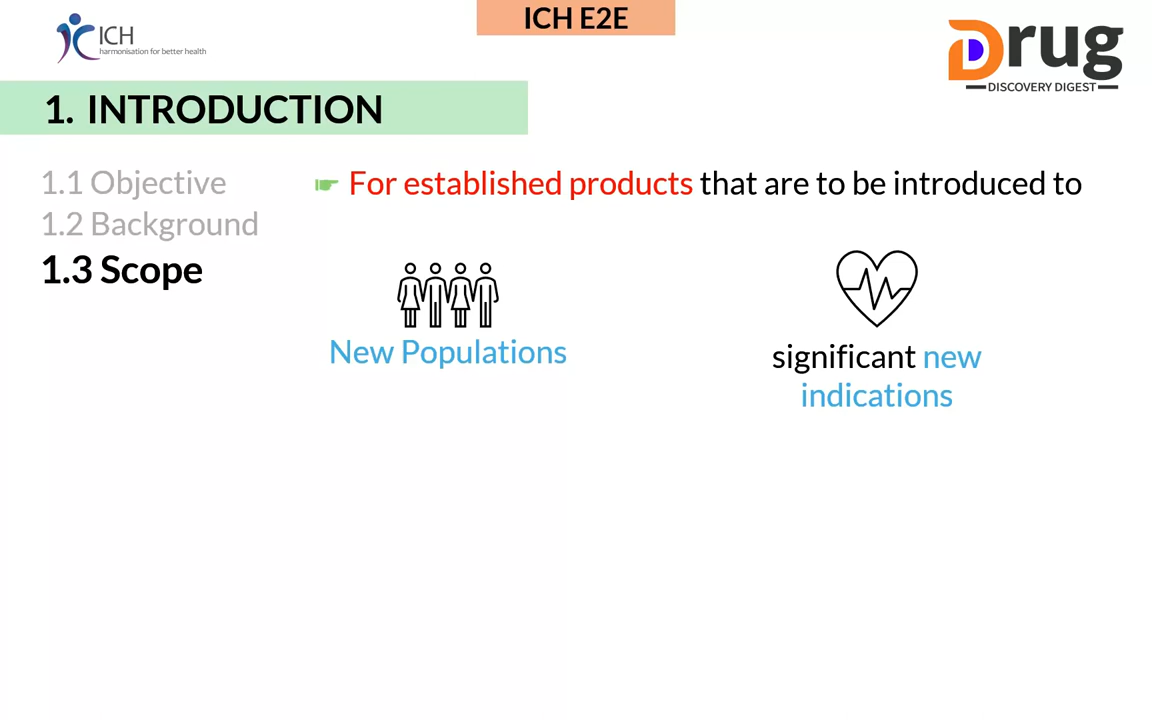 ICH
harmonisation for better health
ICH E2E
Drug
DISCOVERY DIGEST
1. INTRODUCTION
1.1 Objective
1.2 Background
1.3 Scope
For established products that are to be introduced to
New Populations
significant new
indications